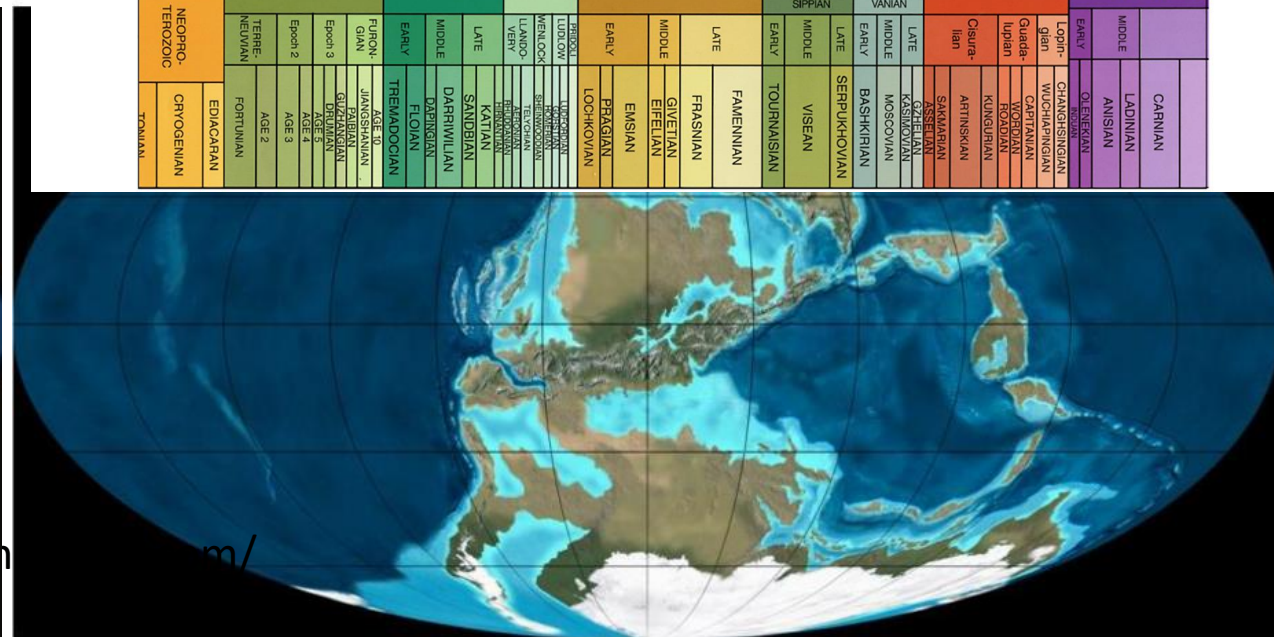 SIPPIAN
VANIAN
NEOPRO-
TEROZOIC
TERRE-
NEUVIAN
Epoch 2
Epoch 3
FURON-
GIAN
EARLY
MIDDLE
LATE
LLANDO-
VERY
WENLOCK
LUDLOW
PRIDOLI
EARLY
MIDDLE
LATE
EARLY
MIDDLE
LATE
EARLY
MIDDLE
LATE
Cisura-
lian
Guada-
lupian
Lopin-
gian
EARLY
MIDDLE
TONIAN
CRYOGENIAN
EDIACARAN
FORTUNIAN
AGE 2
AGE 3
AGE 4
AGE 5
DRUMIAN
GUZHANGIAN
PAIBIAN
JIANGSHANIAN
AGE 10
TREMADOCIAN
FLOIAN
DAPINGIAN
DARRIWILIAN
SANDBIAN
KATIAN
HIRNANTIAN
RHUDDANIAN
AERONIAN
TELYCHIAN
SHEINWOODIAN
HOMERIAN
GORSTIAN
LUDFORDIAN
LOCHKOVIAN
PRAGIAN
EMSIAN
EIFELIAN
GIVETIAN
FRASNIAN
FAMENNIAN
TOURNAISIAN
VISEAN
SERPUKHOVIAN
BASHKIRIAN
MOSCOVIAN
KASIMOVIAN
GZHELIAN
ASSELIAN
SAKMARIAN
ARTINSKIAN
KUNGURIAN
ROADIAN
WORDIAN
CAPITANIAN
WUCHIAPINGIAN
CHANGHSINGIAN
INDUAN
OLENEKIAN
ANISIAN
LADINIAN
CARNIAN
m/